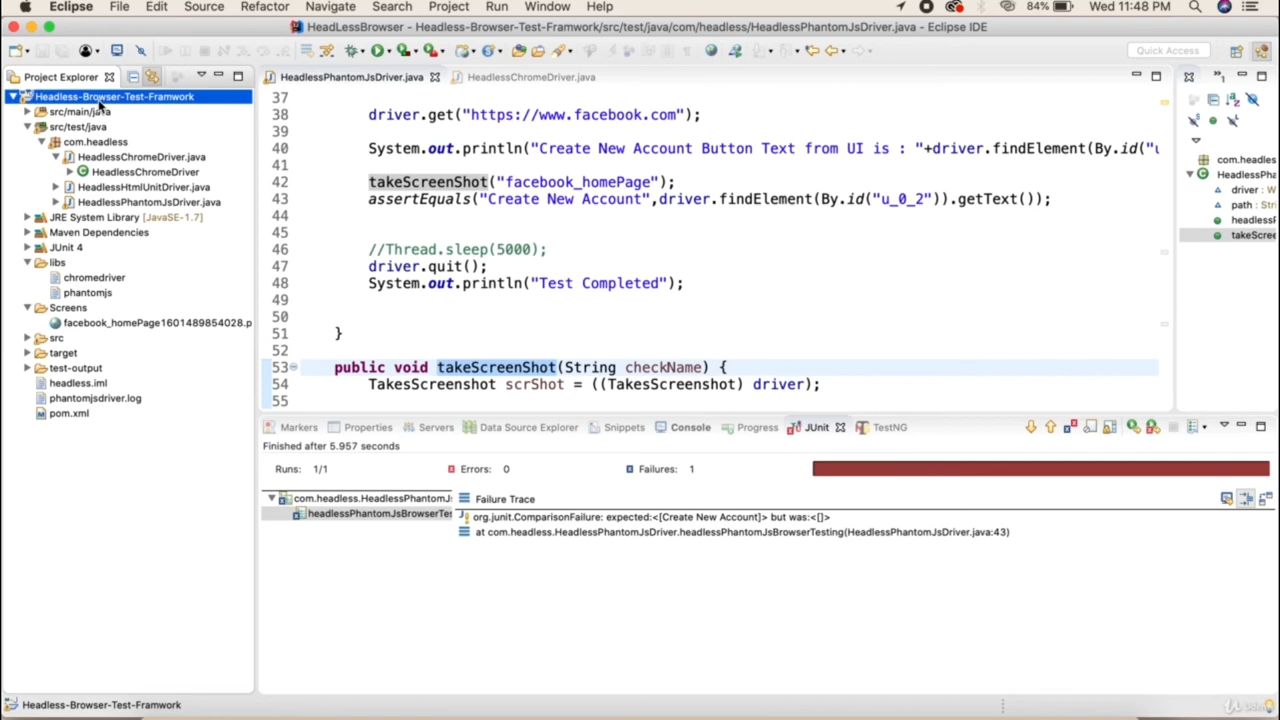 Eclipse File Edit Source Refactor Navigate Search Project Run Window Help 84% Wed 11:48 PM
HeadLessBrowser - Headless-Browser-Test-Framwork/src/test/java/com/headless/HeadlessPhantomJsDriver.java - Eclipse IDE
Quick Access
Project Explorer
HeadlessPhantomJsDriver.java HeadlessChromeDriver.java
»1
Headless-Browser-Test-Framwork
src/main/java
src/test/java
com.headless
HeadlessChromeDriver.java
HeadlessChromeDriver
HeadlessHtmlUnitDriver.java
HeadlessPhantomJsDriver.java
JRE System Library [JavaSE-1.7]
Maven Dependencies
JUnit 4
libs
chromedriver
phantomjs
Screens
facebook_homePage1601489854028.p
src
target
test-output
headless.iml
phantomjsdriver.log
pom.xml
37
38 driver.get("https://www.facebook.com");
39
40 System.out.println("Create New Account Button Text from UI is : "+driver.findElement(By.id("u
41
42 takeScreenShot("facebook_homePage");
43 assertEquals("Create New Account",driver.findElement(By.id("u_0_2")).getText());
44
45
46 //Thread.sleep(5000);
47 driver.quit();
48 System.out.println("Test Completed");
49
50
51 }
52
53 public void takeScreenShot(String checkName) {
54 TakesScreenshot scrShot = ((TakesScreenshot) driver);
55
com.headles
HeadlessPha
driver : W
path : Stri
headlessF
takeScree
Markers Properties Servers Data Source Explorer Snippets Console Progress JUnit TestNG
Finished after 5.957 seconds
Runs: 1/1 Errors: 0 Failures: 1
com.headless.HeadlessPhantomJs
headlessPhantomJsBrowserTes
Failure Trace
org.junit.ComparisonFailure: expected:<[Create New Account]> but was:<[]>
at com.headless.HeadlessPhantomJsDriver.headlessPhantomJsBrowserTesting(HeadlessPhantomJsDriver.java:43)
Headless-Browser-Test-Framwork